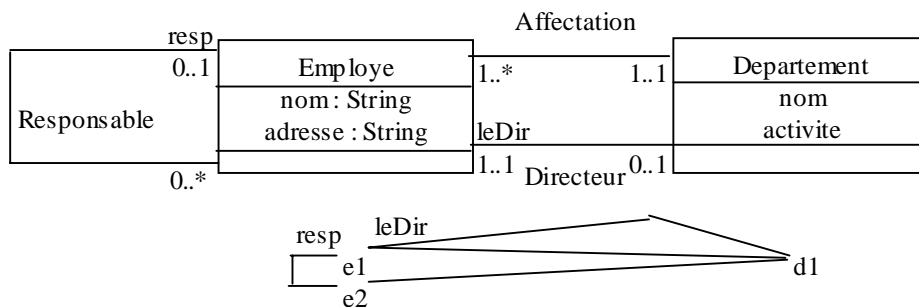 Affectation
resp
0..1
Employe
1..*
1..1
Departement
nom : String
nom
Responsable
adresse : String
leDir
activite
0..*
1..1
Directeur
0..1
leDir
resp
e1
d1
e2